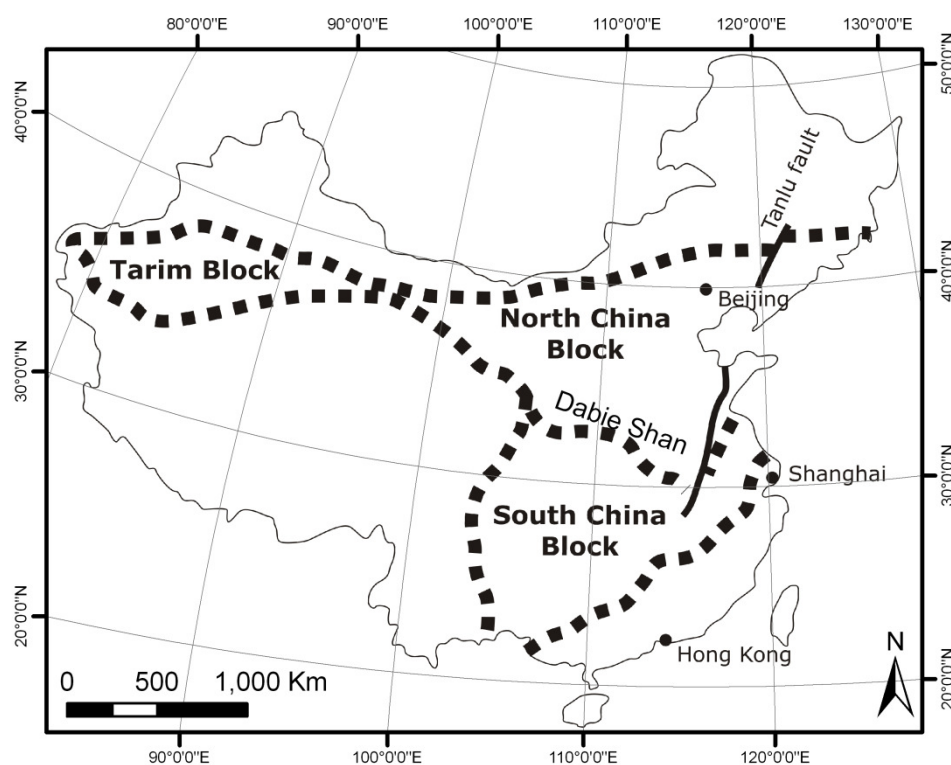 80°0'0"E
90°0'0"E
100°0'0"E
110°0'0"E
120°0'0"E
130°0'0"E
50°0'0"N
40°0'0"N
Tanlu fault
Tarim Block
40°0'0"N
Beijing
North China
Block
30°0'0"N
Dabie Shan
Shanghai
30°0'0"N
South China
Block
20°0'0"N
Hong Kong
N
20°0'0"N
0 500 1,000 Km
90°0'0"E
100°0'0"E
110°0'0"E
120°0'0"E